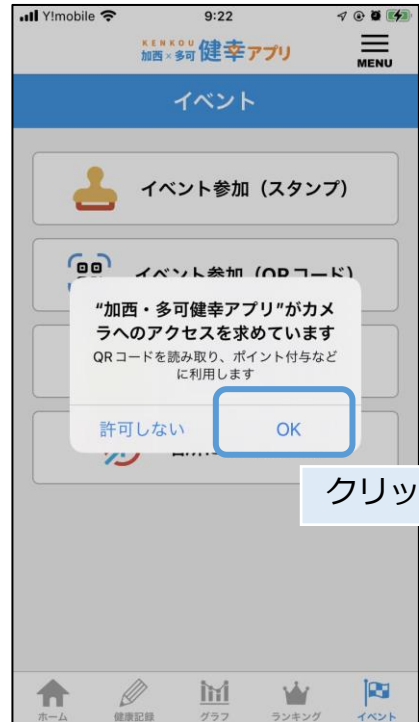 Y!mobile 9:22
KENKOU
加西×多可健幸アプリ
MENU
イベント
イベント参加（スタンプ）
イベント参加（QRコード）
“加西・多可健幸アプリ”がカメ
ラへのアクセスを求めています
QRコードを読み取り、ポイント付与など
に利用します
許可しない OK
クリッ
ホーム 健康記録 グラフ ランキング イベント